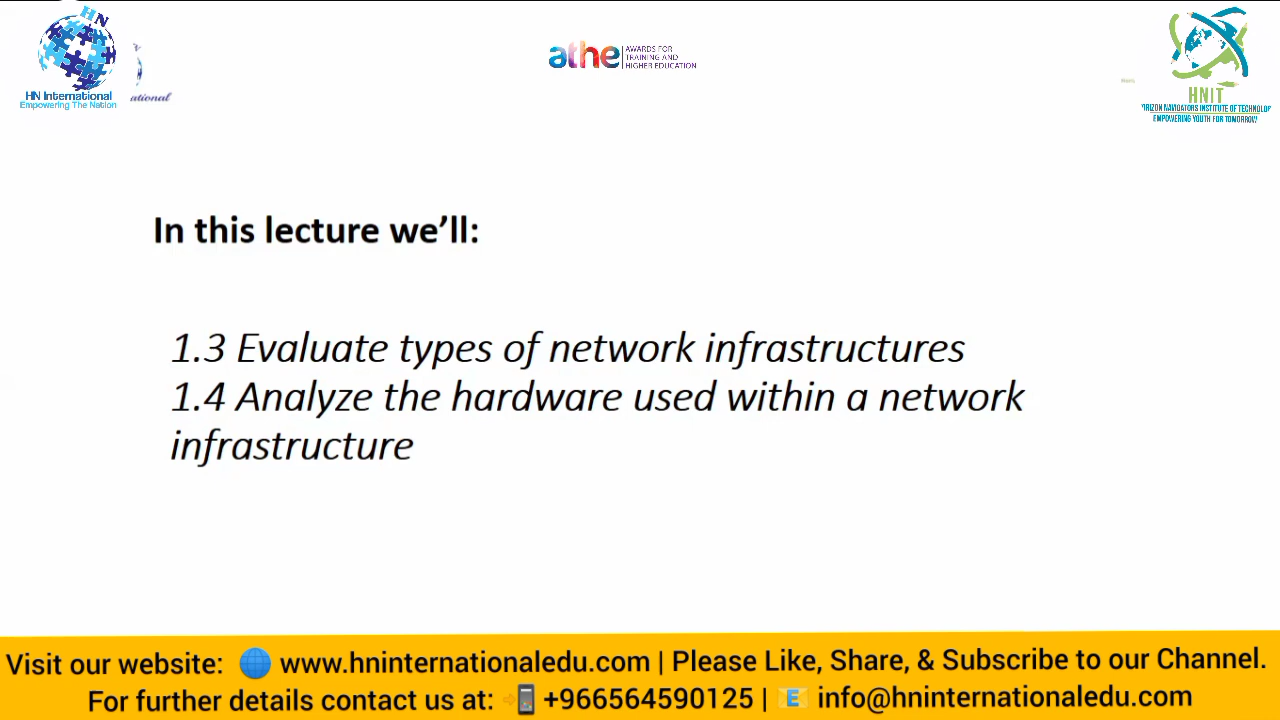 HN
HN International
Empowering The Nation
ational
athe AWARDS FOR
TRAINING AND
HIGHER EDUCATION
HNIT
EMPOWERING YOUTH FOR TOMORROW
In this lecture we'll:
1.3 Evaluate types of network infrastructures
1.4 Analyze the hardware used within a network
infrastructure
Visit our website: www.hninternationaledu.com | Please Like, Share, & Subscribe to our Channel.
For further details contact us at: +966564590125 | info@hninternationaledu.com